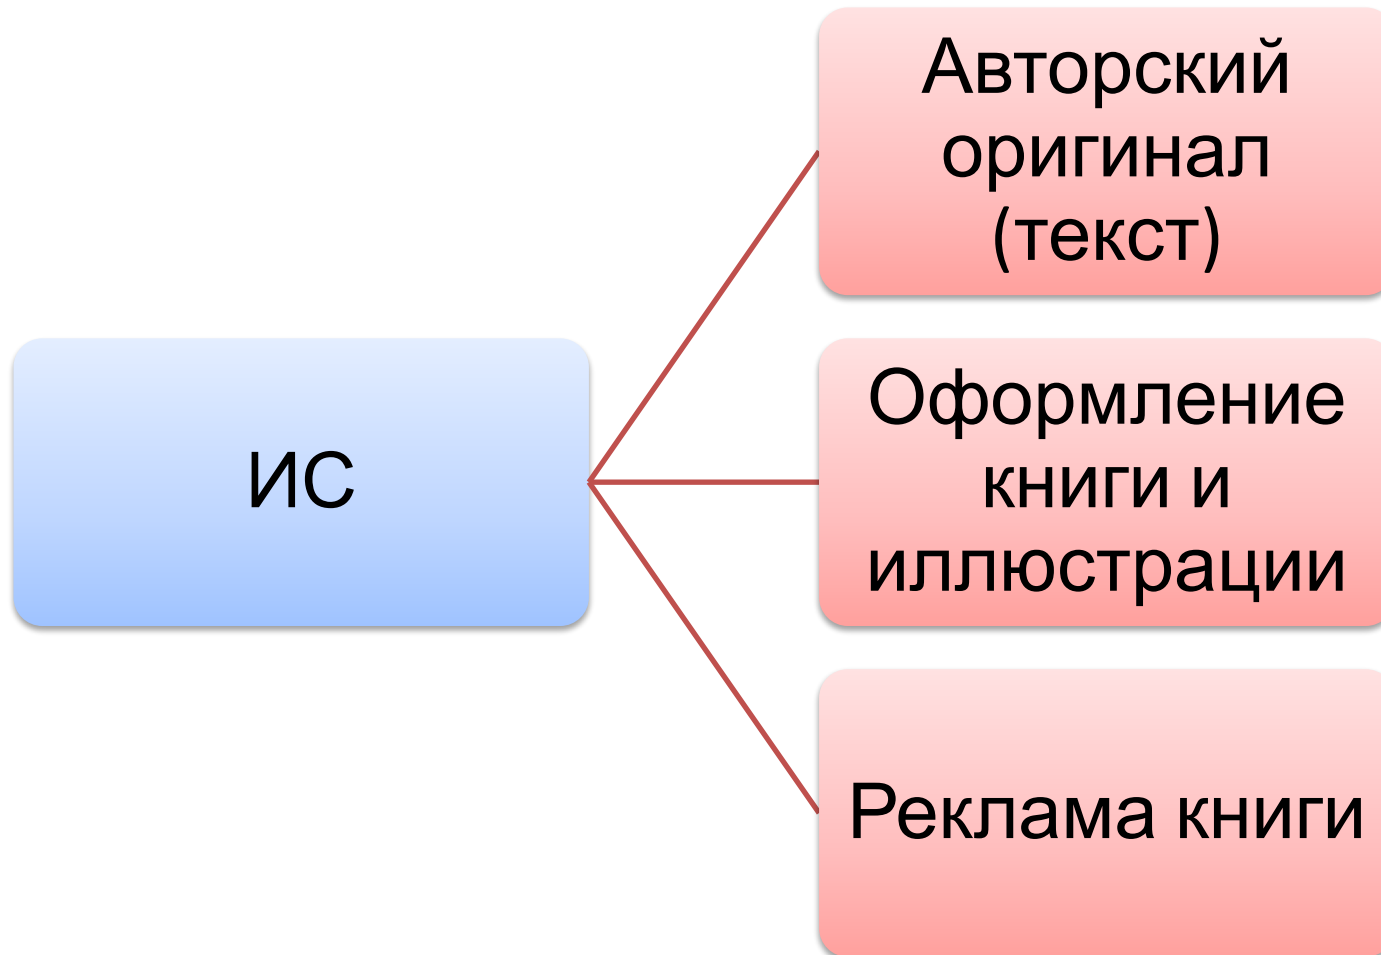 ИС
Авторский
оригинал
(текст)
Оформление
книги и
иллюстрации
Реклама книги